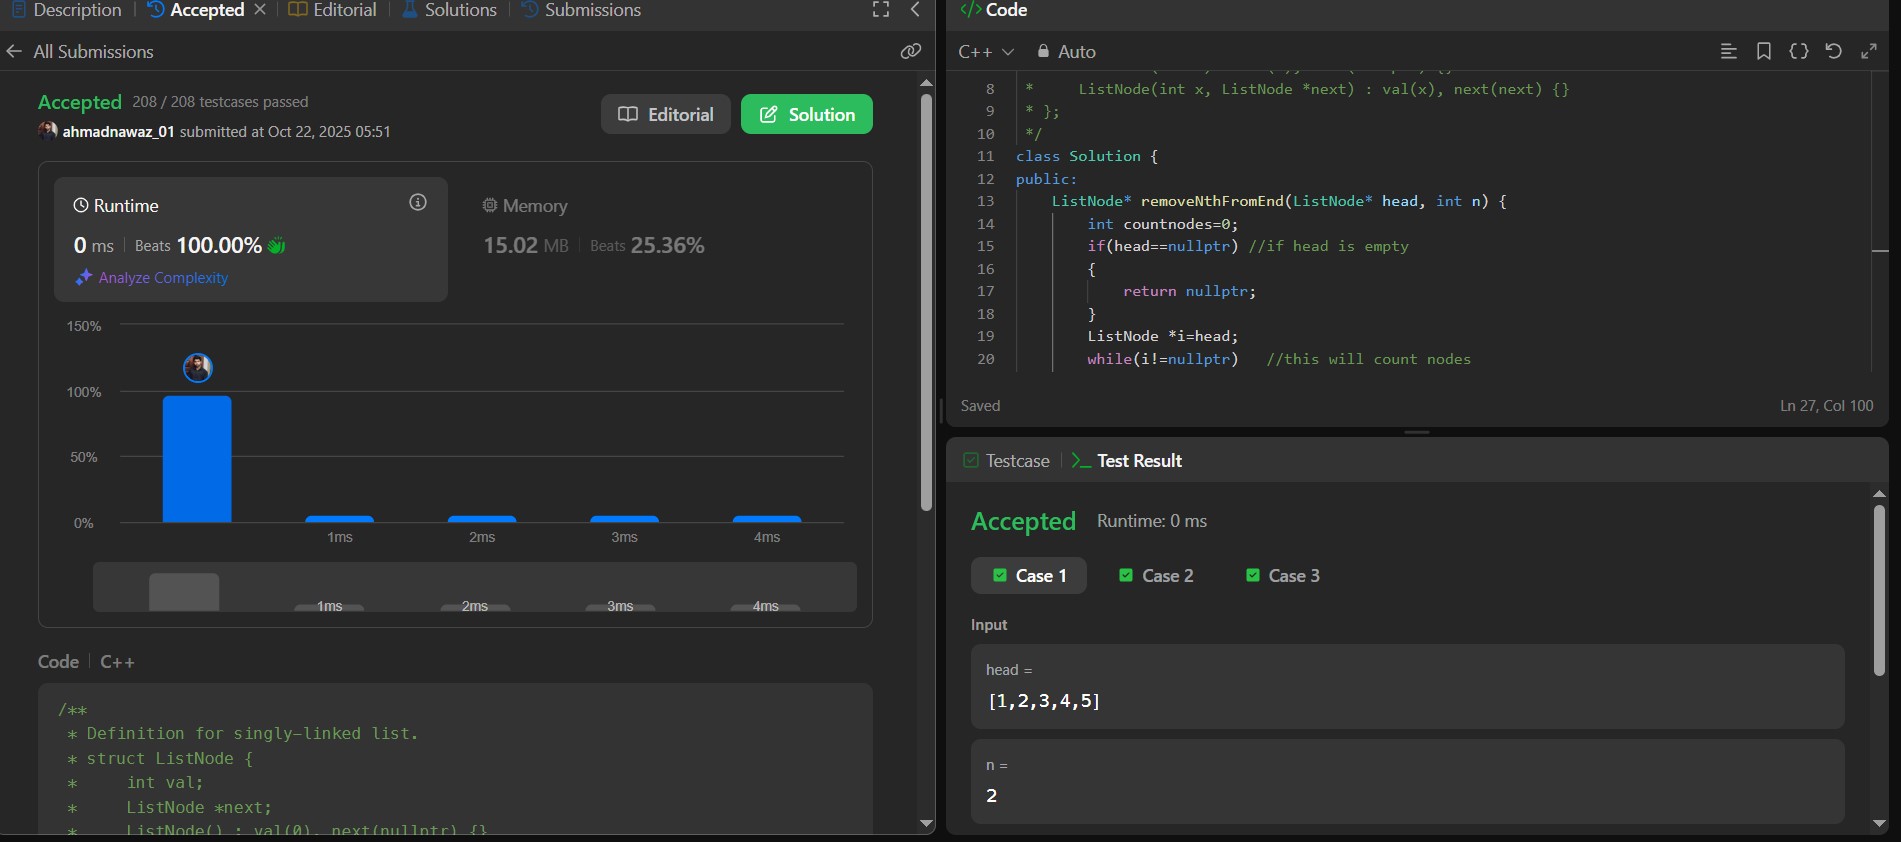 Description
Accepted
Editorial
Solutions
Submissions
All Submissions
Accepted 208 / 208 testcases passed
ahmadnawaz_01 submitted at Oct 22, 2025 05:51
Editorial
Solution
Runtime
0 ms Beats 100.00%
Analyze Complexity
Memory
15.02 MB Beats 25.36%
150%
100%
50%
0%
1ms 2ms 3ms 4ms
1ms 2ms 3ms 4ms
Code C++
/**
* Definition for singly-linked list.
* struct ListNode {
*     int val;
*     ListNode *next;
*     ListNode() : val(0), next(nullptr) {}
</> Code
C++ Auto
8 *     ListNode(int x, ListNode *next) : val(x), next(next) {}
9 * };
10 */
11 class Solution {
12 public:
13     ListNode* removeNthFromEnd(ListNode* head, int n) {
14         int countnodes=0;
15         if(head==nullptr) //if head is empty
16         {
17             return nullptr;
18         }
19         ListNode *i=head;
20         while(i!=nullptr)   //this will count nodes
Saved
Ln 27, Col 100
Testcase
Test Result
Accepted Runtime: 0 ms
Case 1 Case 2 Case 3
Input
head =
[1,2,3,4,5]
n =
2